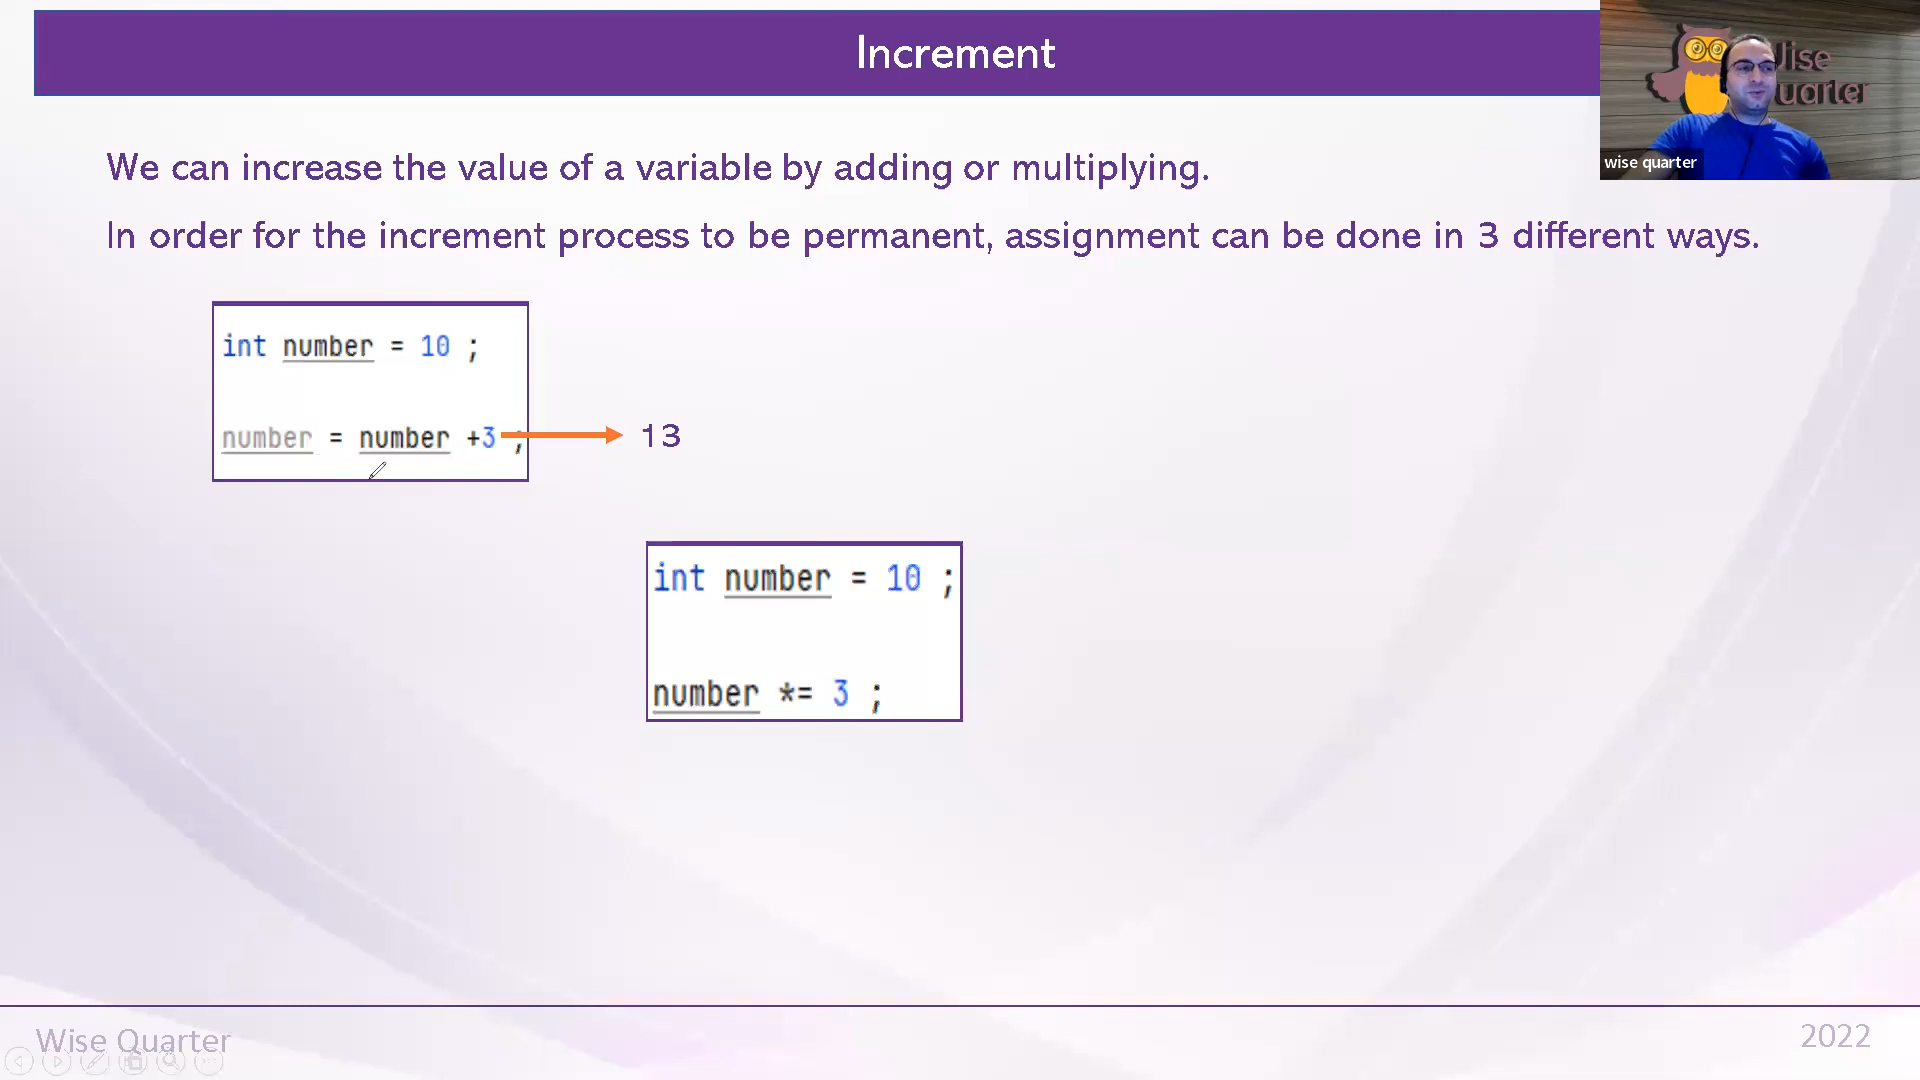 Increment
Wise
Quarter
wise quarter
We can increase the value of a variable by adding or multiplying.
In order for the increment process to be permanent, assignment can be done in 3 different ways.
int number = 10 ;
number = number +3 ;
13
int number = 10 ;
number *= 3 ;
Wise Quarter
2022